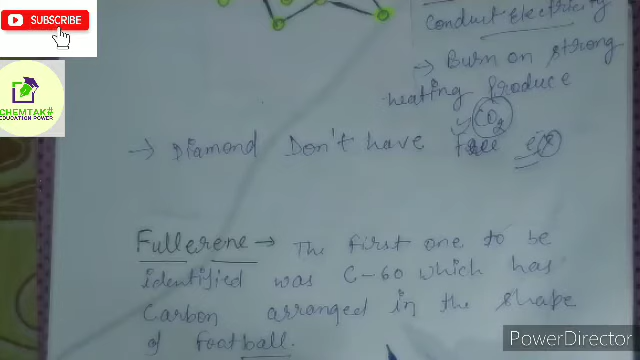 conduct Electricity
SUBSCRIBE
→ Burn on strong
heating produce
CO2
CHEMTAK#
EDUCATION POWER
→ Diamond Don't have free es
Fullerene → The first one to be
identified was C-60 which has
Carbon arranged in the shape
of Football.
PowerDirector